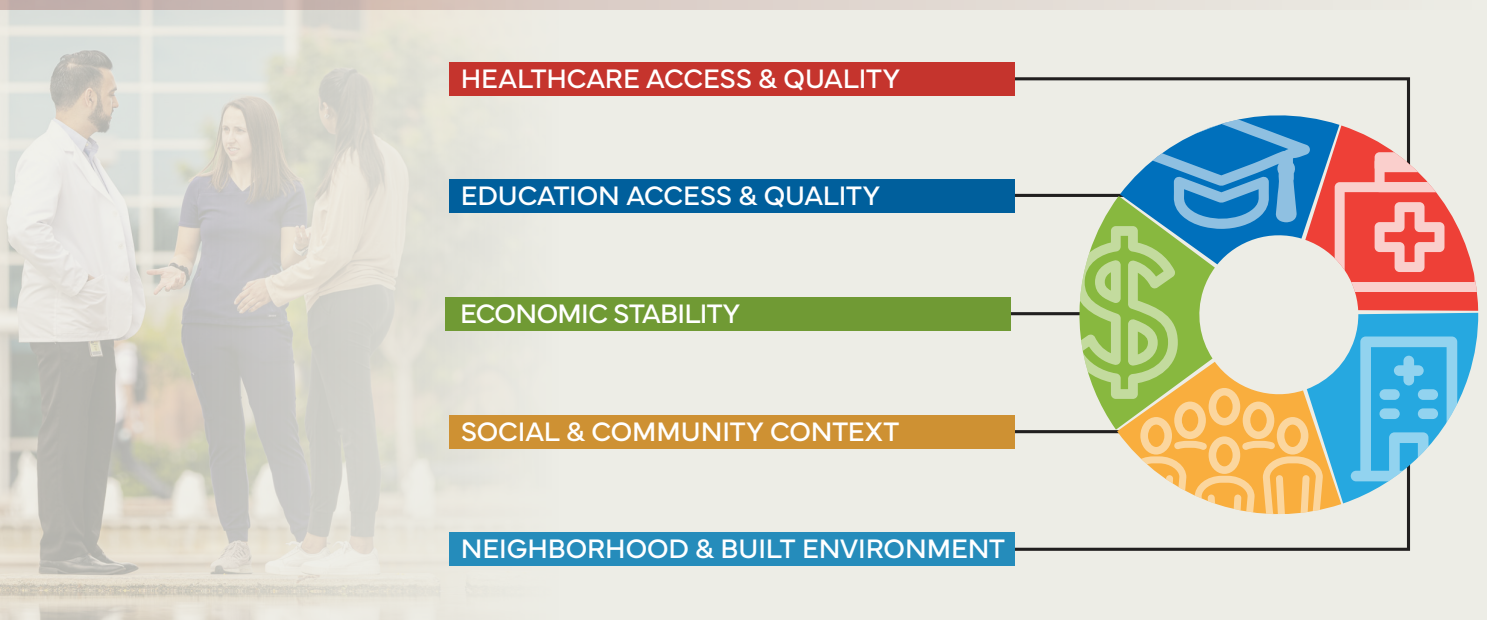 HEALTHCARE ACCESS & QUALITY
EDUCATION ACCESS & QUALITY
ECONOMIC STABILITY
SOCIAL & COMMUNITY CONTEXT
NEIGHBORHOOD & BUILT ENVIRONMENT